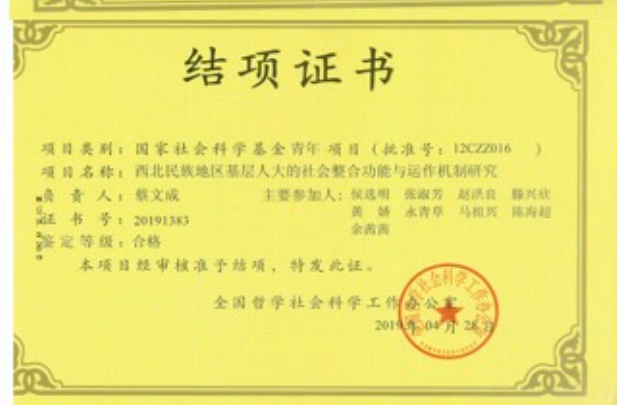 结项证书
项目类别：国家社会科学基金青年 项目（批准号：12CZZ016 ）
项目名称：西北民族地区基层人大的社会整合功能与运作机制研究
负责人：蔡文成 主要参加人：侯选明 张淑芳 赵洪良 滕兴欣
黄娇 永青草 马相兴 陈海超
证书号：20191383
余茜茜
鉴定等级：合格
本项目经审核准予结项，特发此证。
全国哲学社会科学工作办公室
2019年04月28日